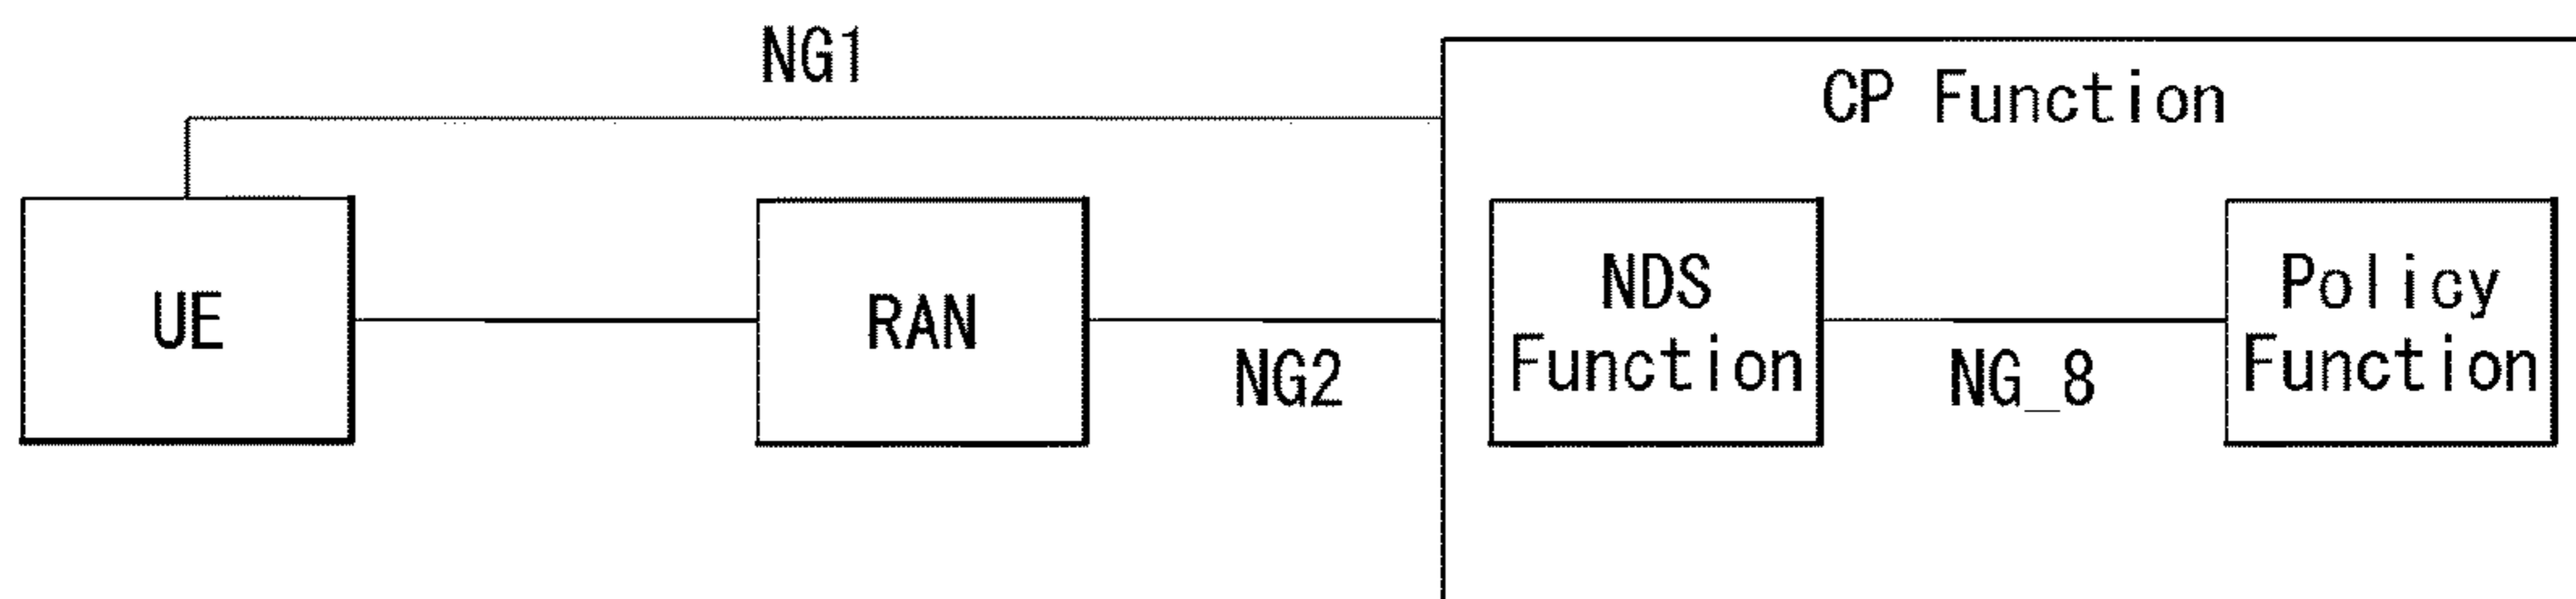 NG1
CP Function
UE
RAN
NG2
NDS
Function
NG_8
Policy
Function